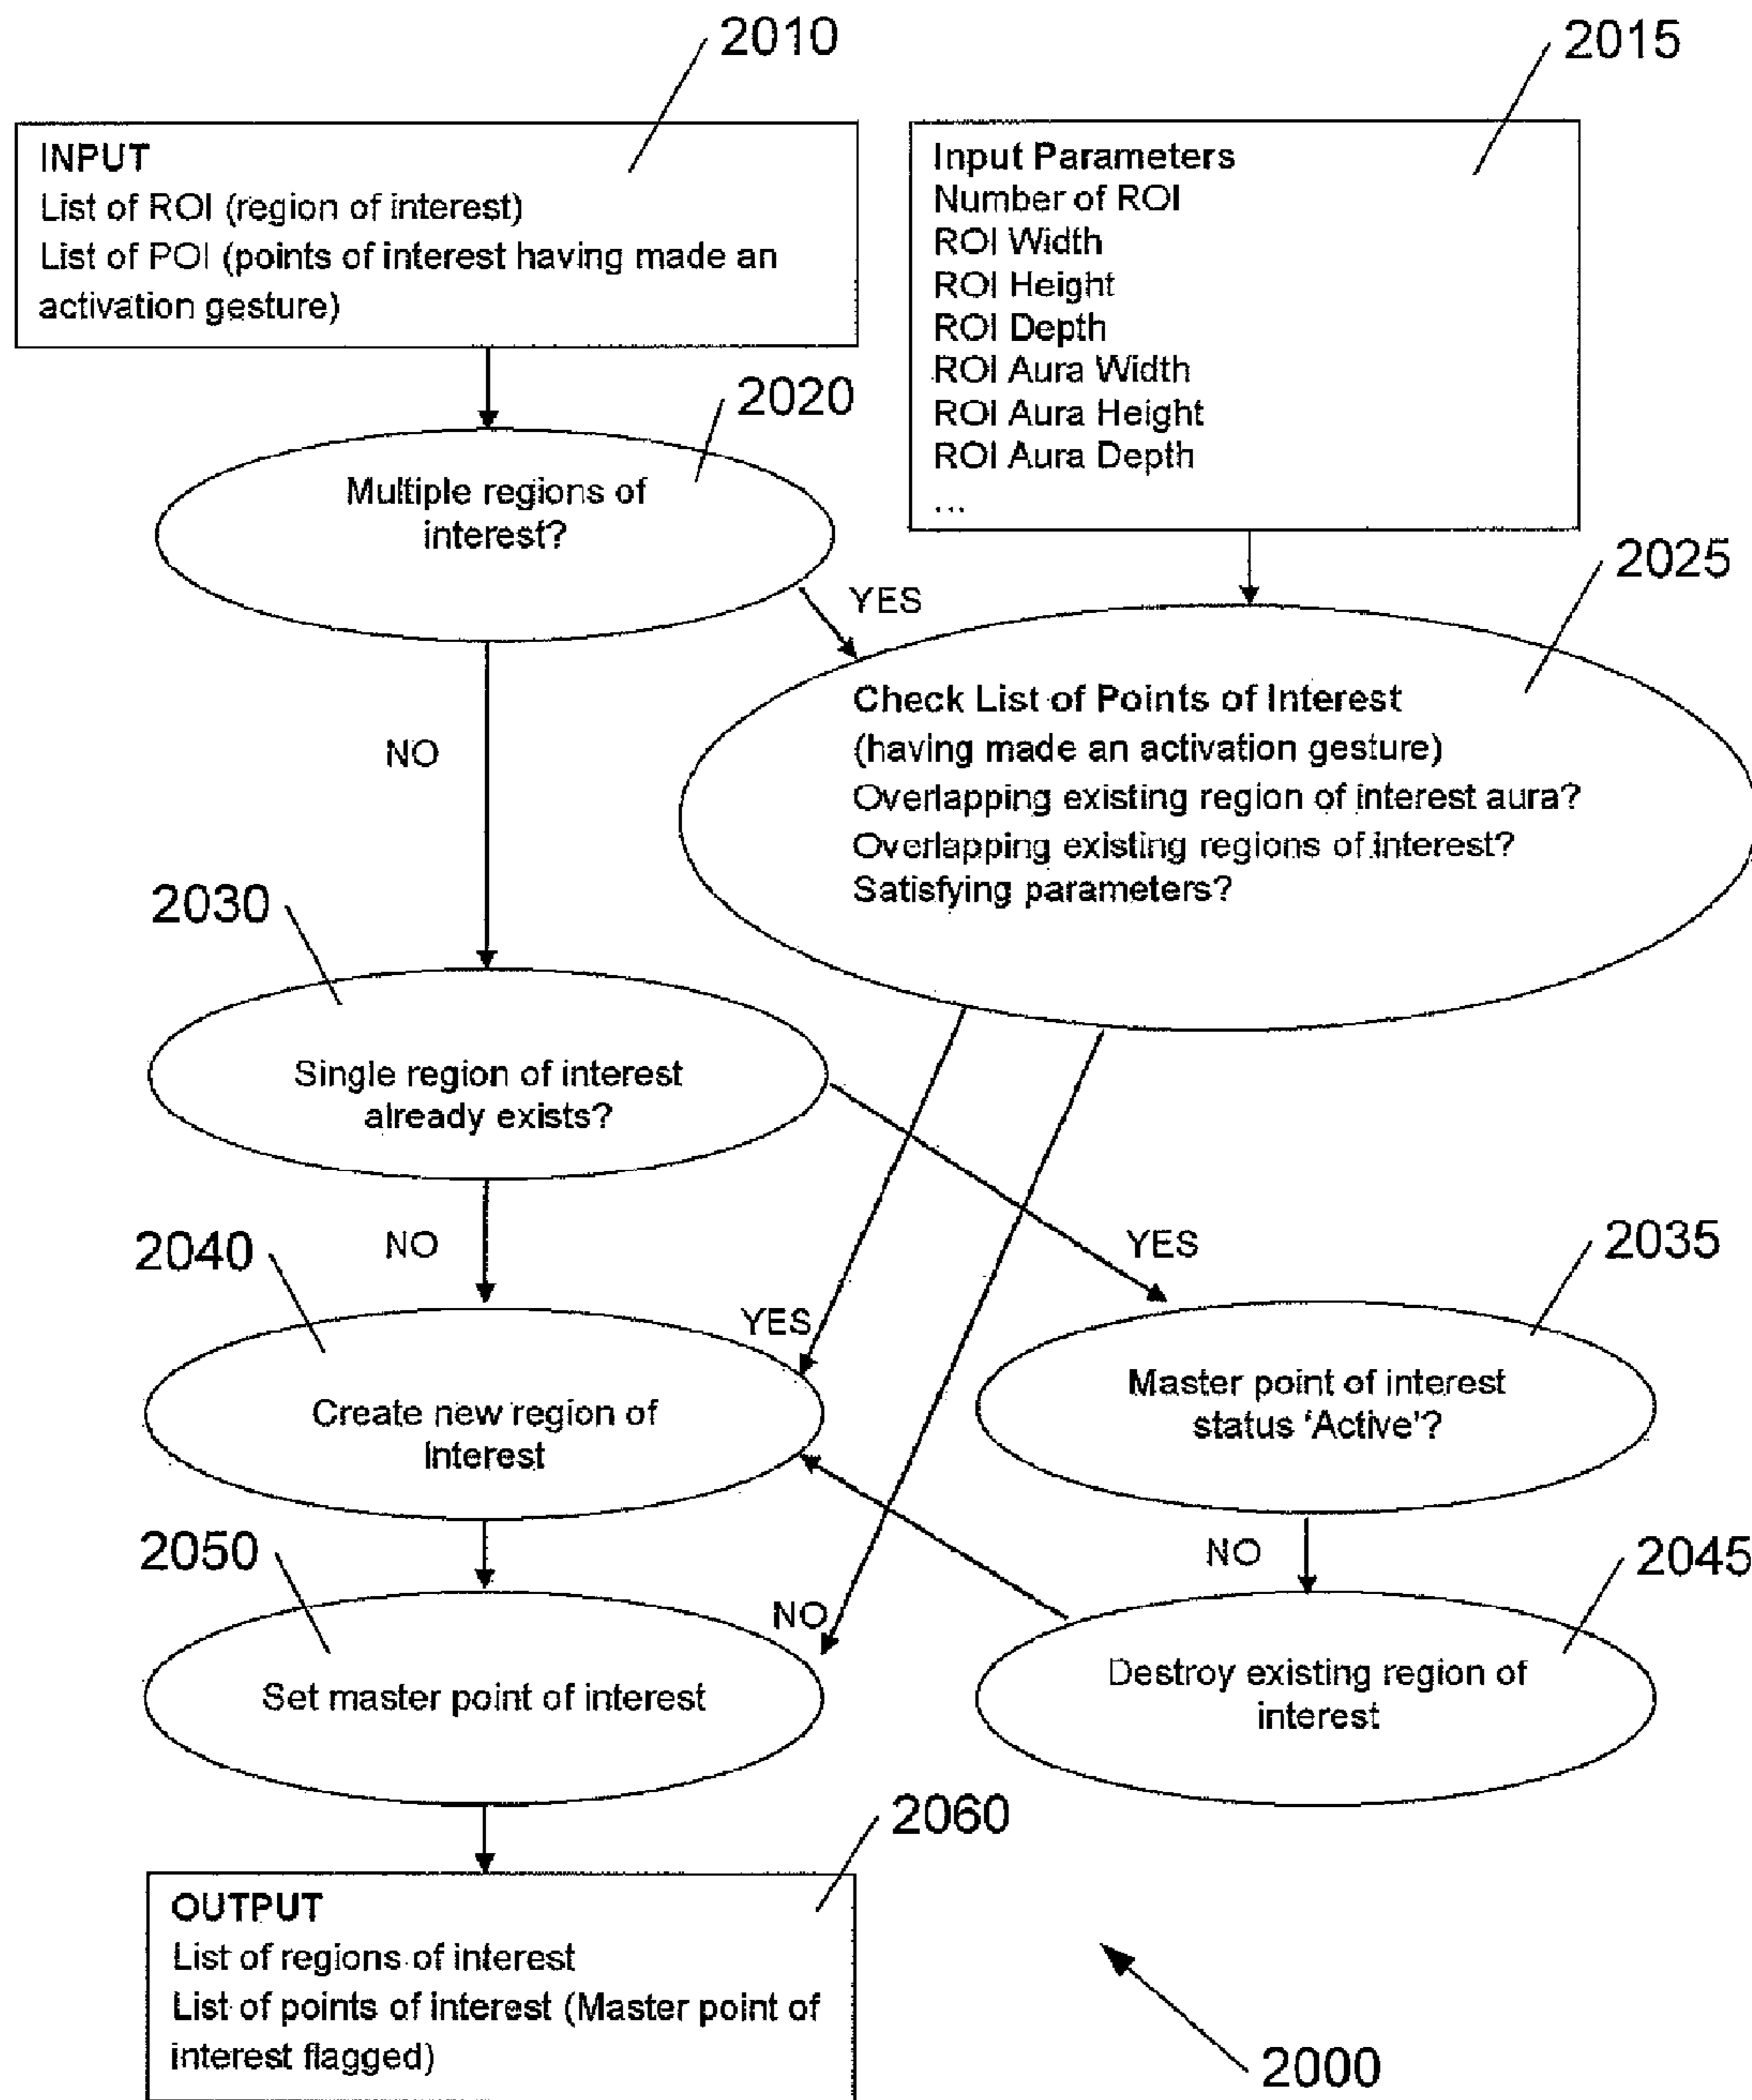 2010
2015
INPUT
List of ROI (region of interest)
List of POI (points of interest having made an
activation gesture)
Input Parameters
Number of ROI
ROI Width
ROI Height
ROI Depth
ROI Aura Width
ROI Aura Height
ROI Aura Depth
...
2020
Multiple regions of
interest?
YES
2025
NO
Check List of Points of Interest
(having made an activation gesture)
Overlapping existing region of interest aura?
Overlapping existing regions of interest?
Satisfying parameters?
2030
Single region of interest
already exists?
NO
YES
2040
YES
2035
Create new region of
Interest
Master point of interest
status ‘Active’?
2050
NO
2045
NO
Set master point of interest
Destroy existing region of
interest
2060
OUTPUT
List of regions of interest
List of points of interest (Master point of
interest flagged)
2000